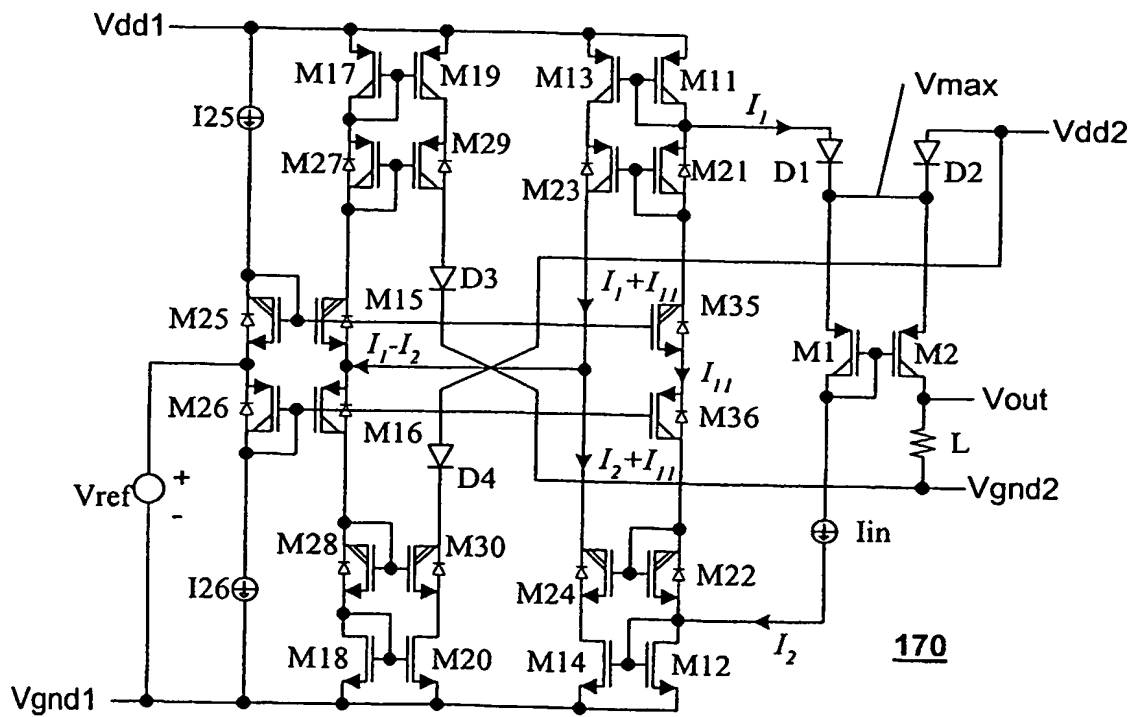 Vdd1
M17
M19
M13
M11
I1
Vmax
Vdd2
I25
M27
M29
M23
M21
D1
D2
D3
I1+I11
M25
M15
M35
I1-I2
I11
M1
M2
M26
M16
M36
Vout
D4
I2+I11
L
Vref
+
-
Vgnd2
M28
M30
Iin
I26
M24
M22
M18
M20
M14
M12
I2
170
Vgnd1